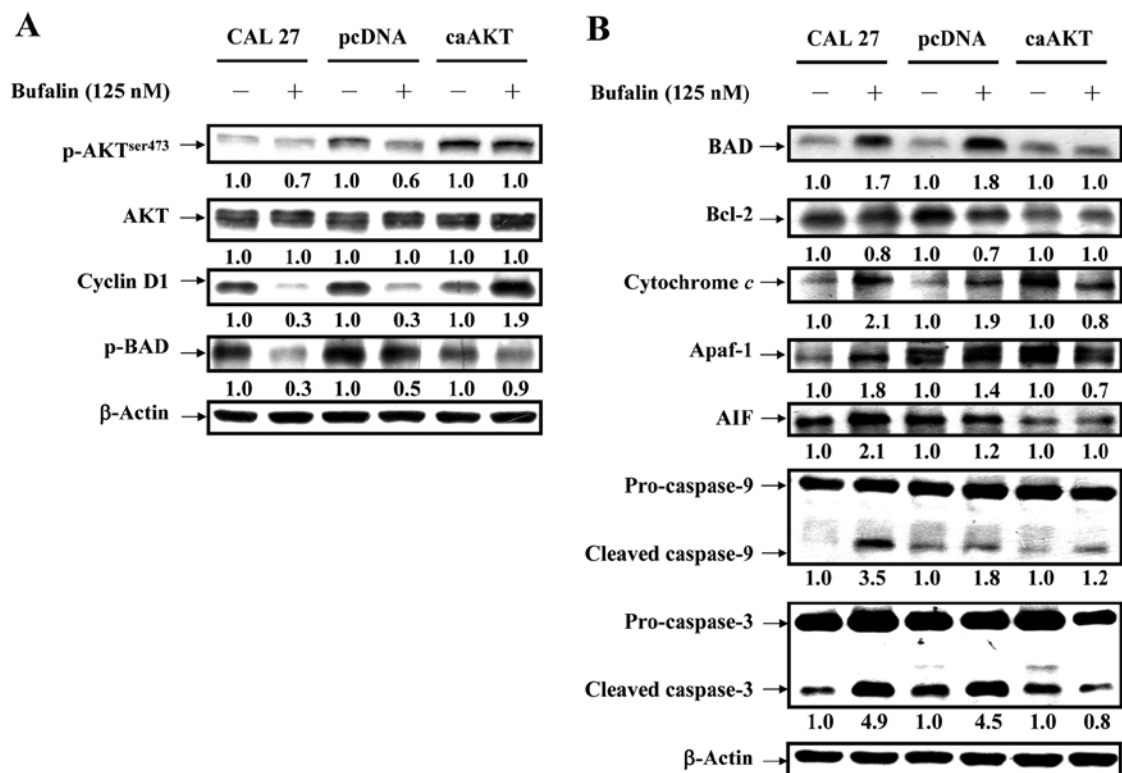 A
CAL 27 pcDNA caAKT
Bufalin (125 nM) − + − + − +
p-AKTser473
1.0 0.7 1.0 0.6 1.0 1.0
AKT
1.0 1.0 1.0 1.0 1.0 1.0
Cyclin D1
1.0 0.3 1.0 0.3 1.0 1.9
p-BAD
1.0 0.3 1.0 0.5 1.0 0.9
β-Actin
B
CAL 27 pcDNA caAKT
Bufalin (125 nM) − + − + − +
BAD
1.0 1.7 1.0 1.8 1.0 1.0
Bcl-2
1.0 0.8 1.0 0.7 1.0 1.0
Cytochrome c
1.0 2.1 1.0 1.9 1.0 0.8
Apaf-1
1.0 1.8 1.0 1.4 1.0 0.7
AIF
1.0 2.1 1.0 1.2 1.0 1.0
Pro-caspase-9
Cleaved caspase-9
1.0 3.5 1.0 1.8 1.0 1.2
Pro-caspase-3
Cleaved caspase-3
1.0 4.9 1.0 4.5 1.0 0.8
β-Actin